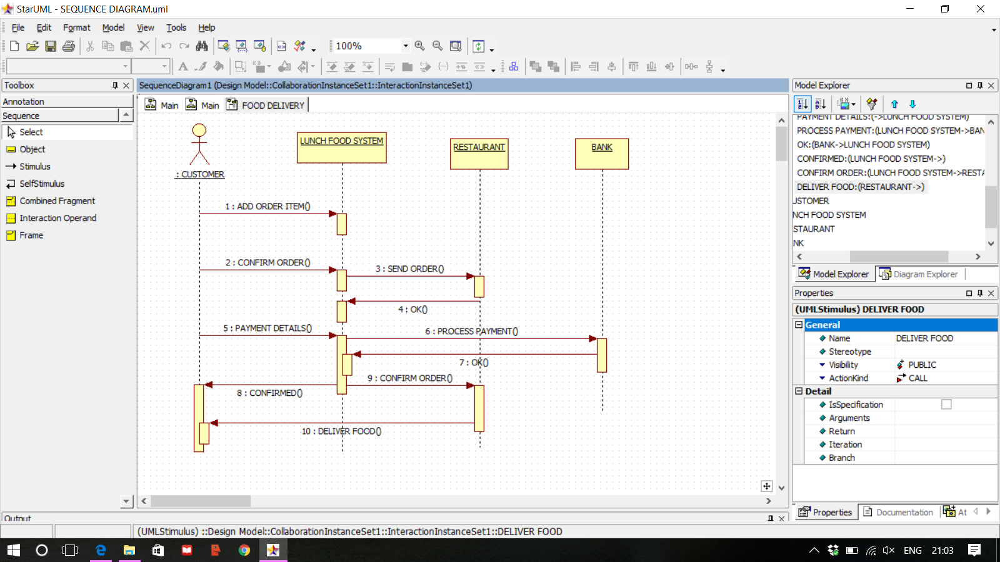 StarUML - SEQUENCE DIAGRAM.uml
File Edit Format Model View Tools Help
100%
Toolbox
Annotation
Sequence
Select
Object
Stimulus
SelfStimulus
Combined Fragment
Interaction Operand
Frame
SequenceDiagram1 (Design Model::CollaborationInstanceSet1::InteractionInstanceSet1)
Main Main FOOD DELIVERY
LUNCH FOOD SYSTEM
RESTAURANT
BANK
: CUSTOMER
1 : ADD ORDER ITEM()
2 : CONFIRM ORDER()
3 : SEND ORDER()
4 : OK()
5 : PAYMENT DETAILS()
6 : PROCESS PAYMENT()
7 : OK()
9 : CONFIRM ORDER()
8 : CONFIRMED()
10 : DELIVER FOOD()
Model Explorer
PAYMENT DETAILS:(->LUNCH FOOD SYSTEM)
PROCESS PAYMENT:(LUNCH FOOD SYSTEM->BAN
OK:(BANK->LUNCH FOOD SYSTEM)
CONFIRMED:(LUNCH FOOD SYSTEM->)
CONFIRM ORDER:(LUNCH FOOD SYSTEM->RESTA
DELIVER FOOD:(RESTAURANT->)
USTOMER
NCH FOOD SYSTEM
STAURANT
NK
Model Explorer Diagram Explorer
Properties
(UMLStimulus) DELIVER FOOD
General
Name DELIVER FOOD
Stereotype
Visibility PUBLIC
ActionKind CALL
Detail
IsSpecification
Arguments
Return
Iteration
Branch
Properties Documentation At
Output
(UMLStimulus) ::Design Model::CollaborationInstanceSet1::InteractionInstanceSet1::DELIVER FOOD
ENG 21:03